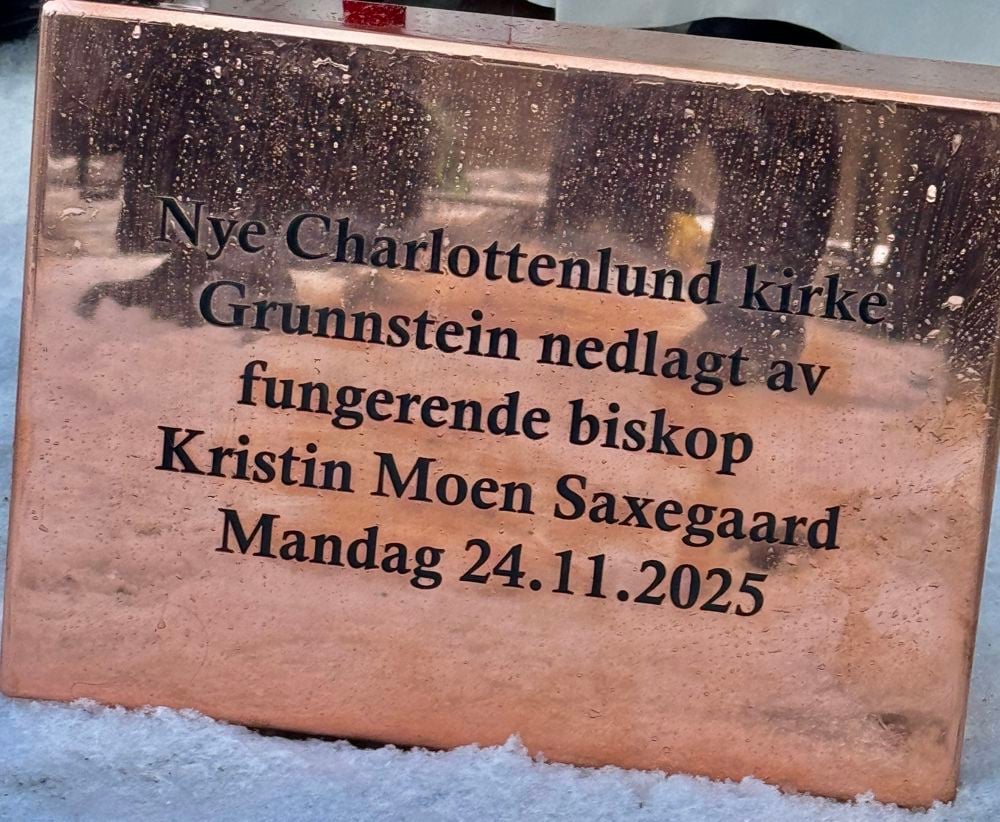 Nye Charlottenlund kirke
Grunnstein nedlagt av
fungerende biskop
Kristin Moen Saxegaard
Mandag 24.11.2025